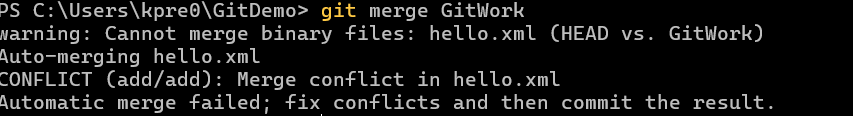 PS C:\Users\kpre0\GitDemo> git merge GitWork
warning: Cannot merge binary files: hello.xml (HEAD vs. GitWork)
Auto-merging hello.xml
CONFLICT (add/add): Merge conflict in hello.xml
Automatic merge failed; fix conflicts and then commit the result.